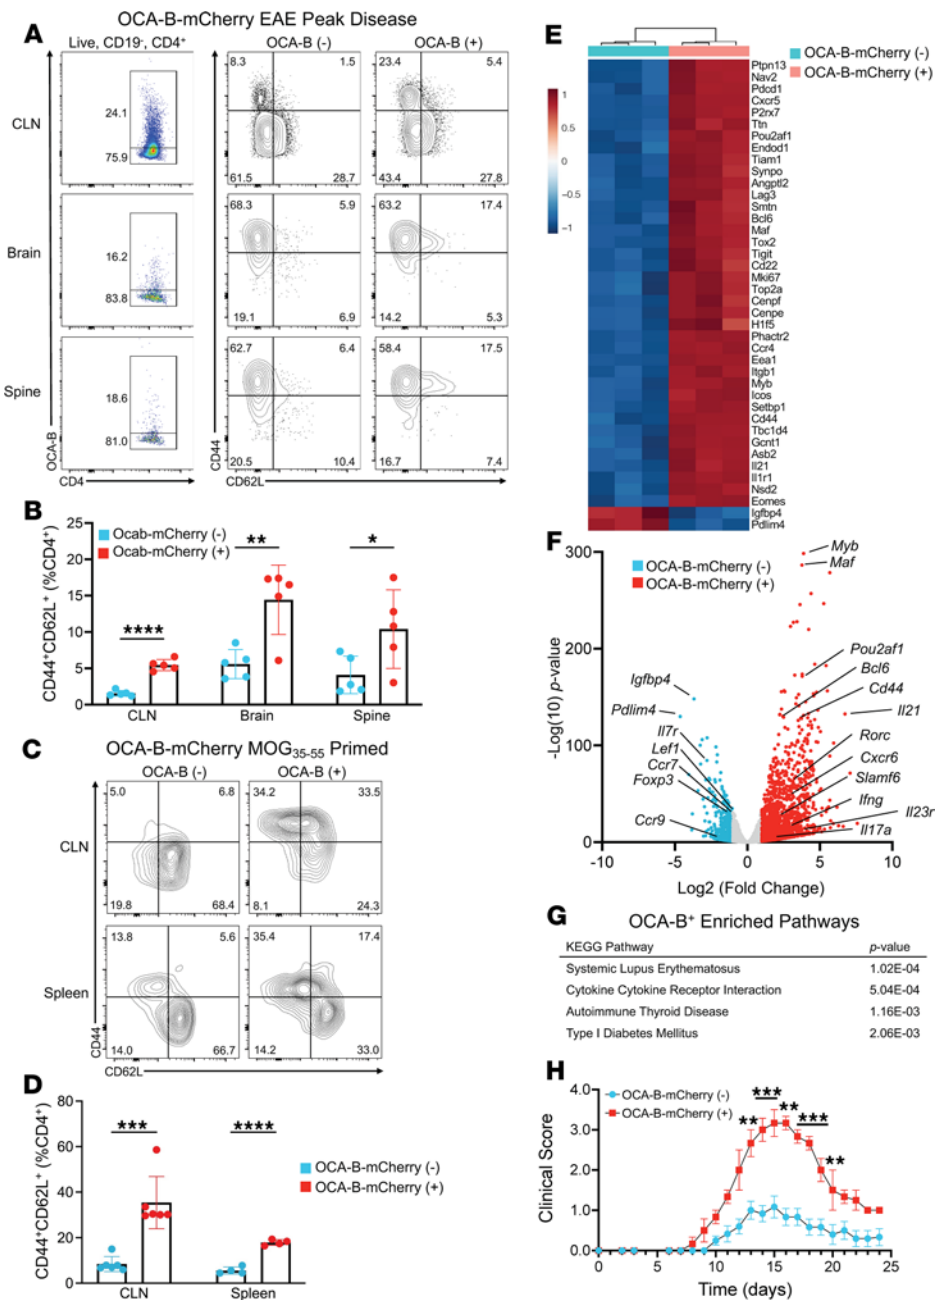 A
OCA-B-mCherry EAE Peak Disease
Live, CD19-, CD4+
OCA-B (-)
OCA-B (+)
CLN
24.1
75.9
8.3 1.5
61.5 28.7
23.4 5.4
43.4 27.8
Brain
16.2
83.8
68.3 5.9
19.1 6.9
63.2 17.4
14.2 5.3
Spine
18.6
81.0
62.7 6.4
20.5 10.4
58.4 17.5
16.7 7.4
OCA-B
CD4
CD44
CD62L
B
Ocab-mCherry (-)
Ocab-mCherry (+)
CD44+CD62L+ (%CD4+)
25
20
15
10
5
0
****
**
*
CLN Brain Spine
C
OCA-B-mCherry MOG35-55 Primed
OCA-B (-)
OCA-B (+)
CLN
5.0 6.8
19.8 68.4
34.2 33.5
8.1 24.3
Spleen
13.8 5.6
14.0 66.7
35.4 17.4
14.2 33.0
CD44
CD62L
D
CD44+CD62L+ (%CD4+)
80
60
40
20
0
***
****
OCA-B-mCherry (-)
OCA-B-mCherry (+)
CLN Spleen
E
OCA-B-mCherry (-)
OCA-B-mCherry (+)
1
0.5
0
-0.5
-1
Ptpn13
Nav2
Pdcd1
Cxcr5
P2rx7
Ttn
Pou2af1
Endod1
Tiam1
Synpo
Angptl2
Lag3
Smtn
Bcl6
Maf
Tox2
Tigit
Cd22
Mki67
Top2a
Cenpf
Cenpe
H1f5
Phactr2
Ccr4
Eea1
Itgb1
Myb
Icos
Setbp1
Cd44
Tbc1d4
Gcnt1
Asb2
Il21
Il1r1
Nsd2
Eomes
Igfbp4
Pdlim4
F
OCA-B-mCherry (-)
OCA-B-mCherry (+)
-Log(10) p-value
300
200
100
0
Myb
Maf
Pou2af1
Bcl6
Cd44
Il21
Rorc
Cxcr6
Slamf6
Ifng
Il23r
Il17a
Igfbp4
Pdlim4
Il7r
Lef1
Ccr7
Foxp3
Ccr9
-10 -5 0 5 10
Log2 (Fold Change)
G
OCA-B+ Enriched Pathways
KEGG Pathway p-value
Systemic Lupus Erythematosus 1.02E-04
Cytokine Cytokine Receptor Interaction 5.04E-04
Autoimmune Thyroid Disease 1.16E-03
Type I Diabetes Mellitus 2.06E-03
H
OCA-B-mCherry (-)
OCA-B-mCherry (+)
Clinical Score
4.0
3.0
2.0
1.0
0.0
**
***
**
***
**
0 5 10 15 20 25
Time (days)